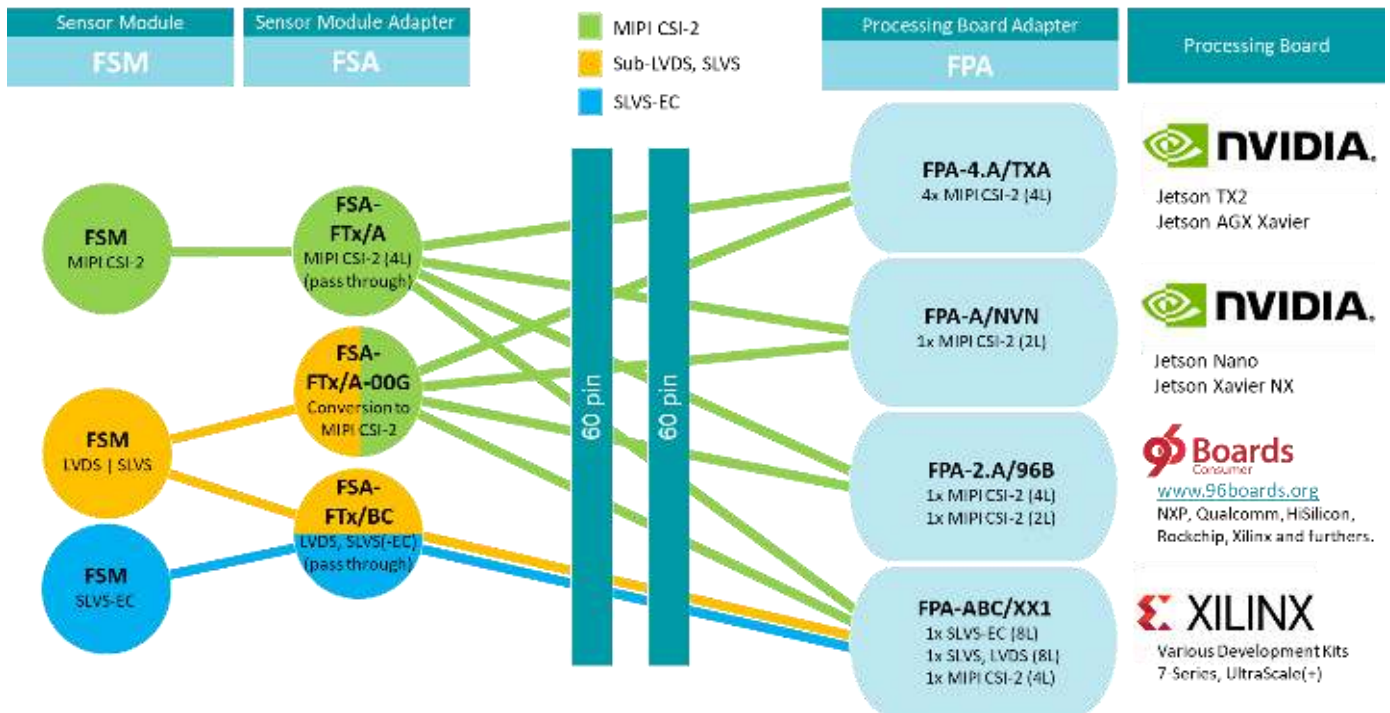 Sensor Module
FSM
Sensor Module Adapter
FSA
MIPI CSI-2
Sub-LVDS, SLVS
SLVS-EC
Processing Board Adapter
FPA
Processing Board
FSM
MIPI CSI-2
FSM
LVDS | SLVS
FSM
SLVS-EC
FSA-
FTx/A
MIPI CSI-2 (4L)
(pass through)
FSA-
FTx/A-00G
Conversion to
MIPI CSI-2
FSA-
FTx/BC
LVDS, SLVS(-EC)
(pass through)
60 pin
60 pin
FPA-4.A/TXA
4x MIPI CSI-2 (4L)
FPA-A/NVN
1x MIPI CSI-2 (2L)
FPA-2.A/96B
1x MIPI CSI-2 (4L)
1x MIPI CSI-2 (2L)
FPA-ABC/XX1
1x SLVS-EC (8L)
1x SLVS, LVDS (8L)
1x MIPI CSI-2 (4L)
NVIDIA.
Jetson TX2
Jetson AGX Xavier
NVIDIA.
Jetson Nano
Jetson Xavier NX
96Boards
Consumer
www.96boards.org
NXP, Qualcomm, HiSilicon,
Rockchip, Xilinx and furthers.
XILINX
Various Development Kits
7-Series, UltraScale(+)